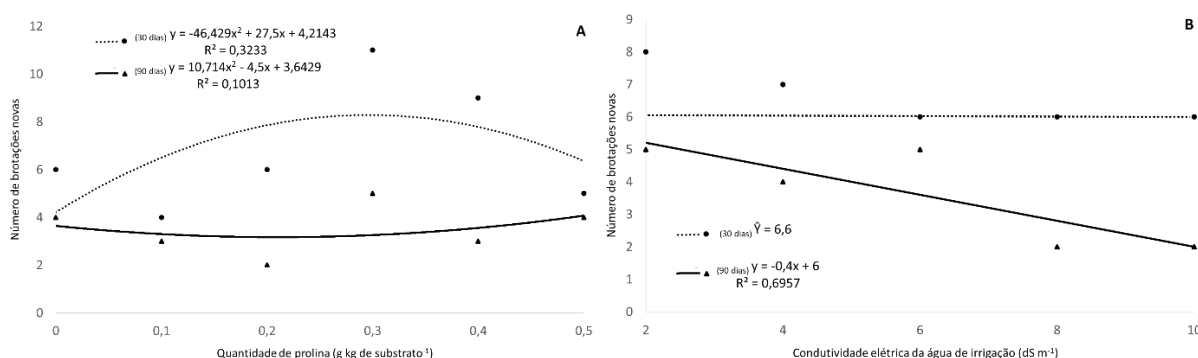 A
12
10
8
6
4
2
0
Número de brotações novas
(30 dias) y = -46,429x² + 27,5x + 4,2143
R² = 0,3233
(90 dias) y = 10,714x² - 4,5x + 3,6429
R² = 0,1013
0 0,1 0,2 0,3 0,4 0,5
Quantidade de prolina (g kg de substrato⁻¹)
B
9
8
7
6
5
4
3
2
1
0
Número de brotações novas
(30 dias) Ŷ = 6,6
(90 dias) y = -0,4x + 6
R² = 0,6957
2 4 6 8 10
Condutividade elétrica da água de irrigação (dS m⁻¹)